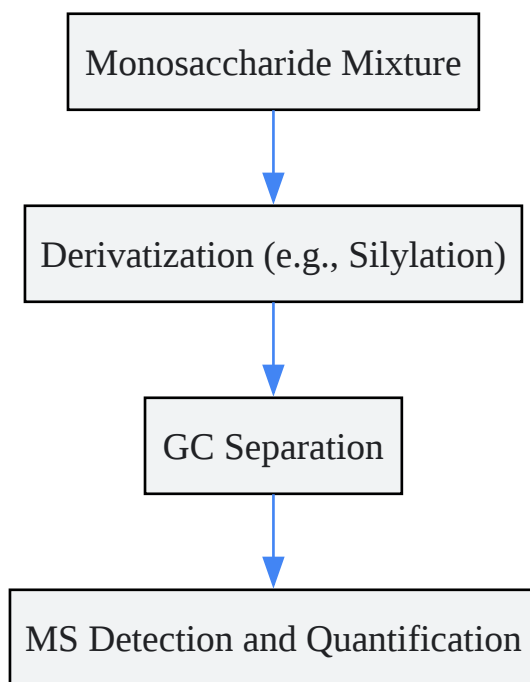 Monosaccharide Mixture
Derivatization (e.g., Silylation)
GC Separation
MS Detection and Quantification